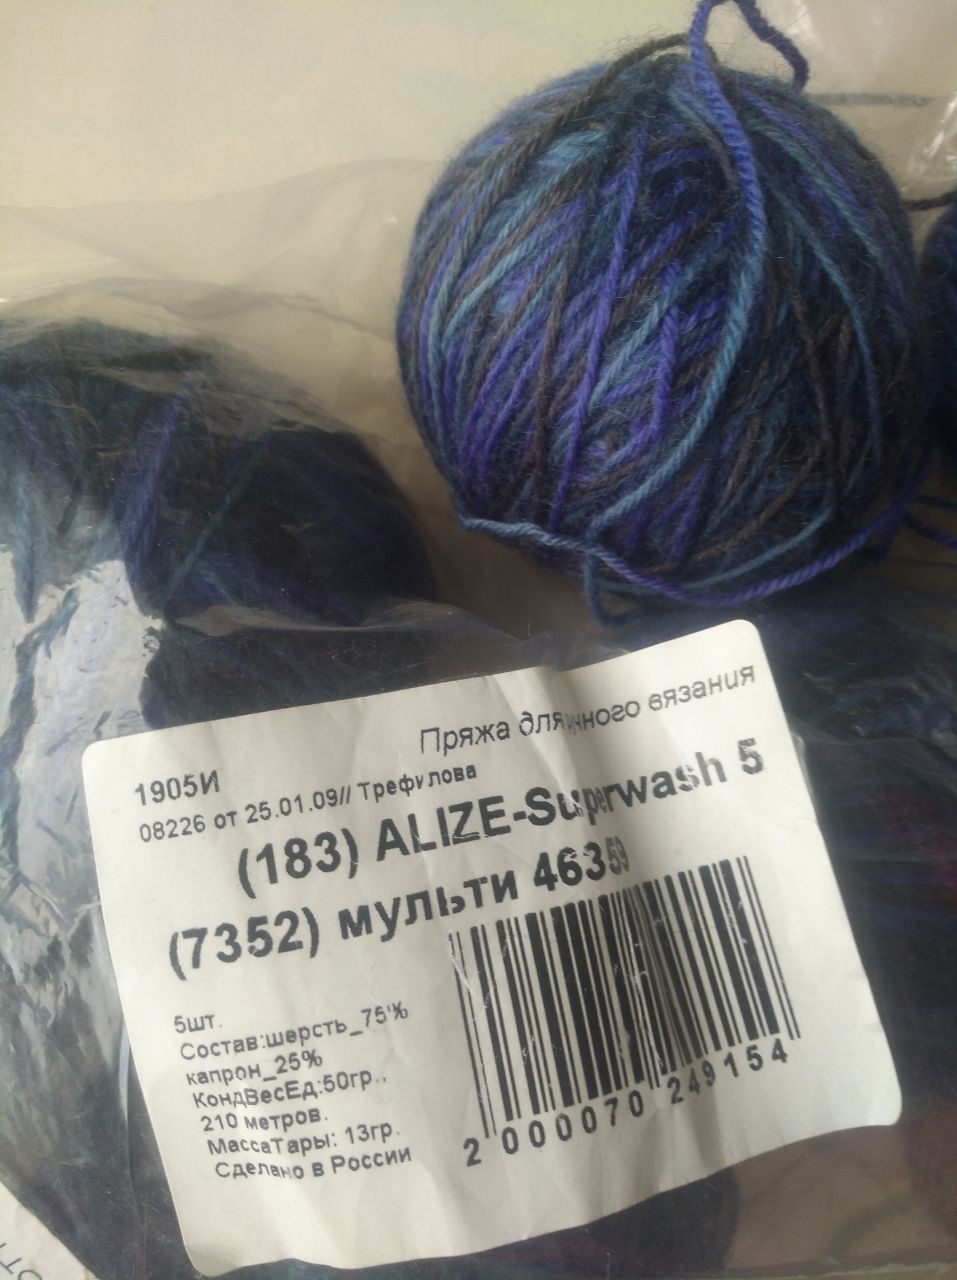 Пряжа для ручного вязания
1905И
08226 от 25.01.09// Трефилова
(183) ALIZE-Superwash 5
(7352) мульти 46359
5шт.
Состав:шерсть_75%
капрон_25%
КондВесЕд:50гр.,
210 метров.
МассаТары: 13гр.
Сделано в России
2 000070 249154